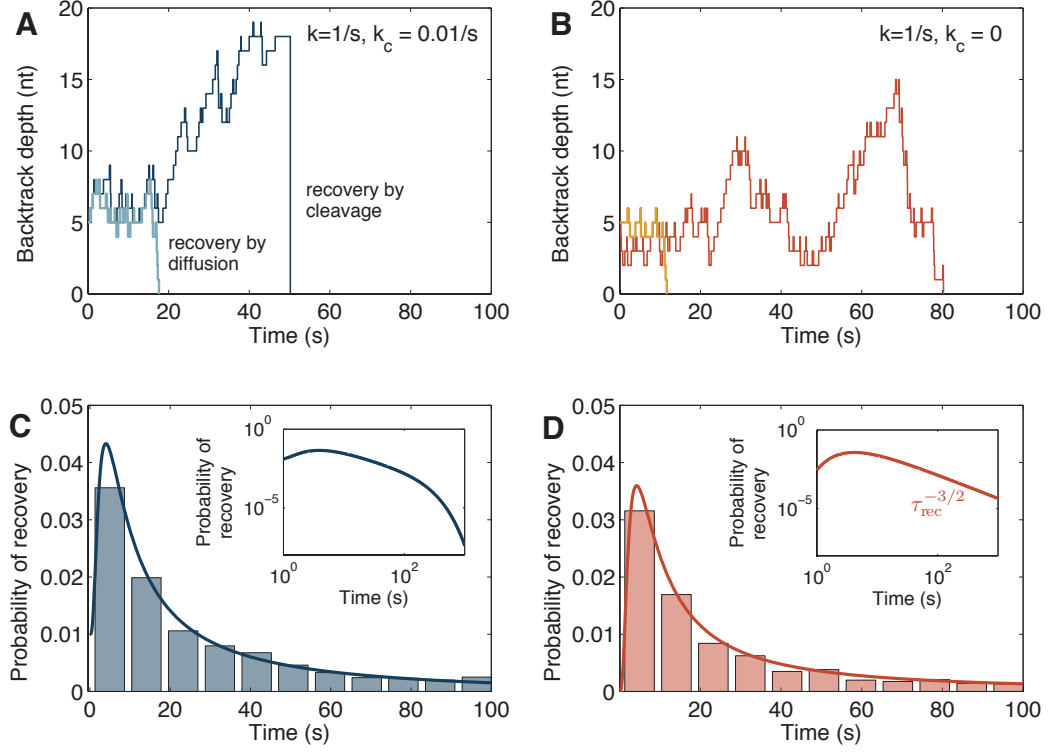 A
k=1/s, k_c = 0.01/s
Backtrack depth (nt)
20
15
10
5
0
recovery by
cleavage
recovery by
diffusion
0 20 40 60 80 100
Time (s)
B
k=1/s, k_c = 0
Backtrack depth (nt)
20
15
10
5
0
0 20 40 60 80 100
Time (s)
C
Probability of recovery
0.05
0.04
0.03
0.02
0.01
0
0 20 40 60 80 100
Time (s)
Probability of
recovery
10^0
10^-5
10^0 10^2
Time (s)
D
Probability of recovery
0.05
0.04
0.03
0.02
0.01
0
0 20 40 60 80 100
Time (s)
Probability of
recovery
10^0
10^-5
τ_rec^-3/2
10^0 10^2
Time (s)